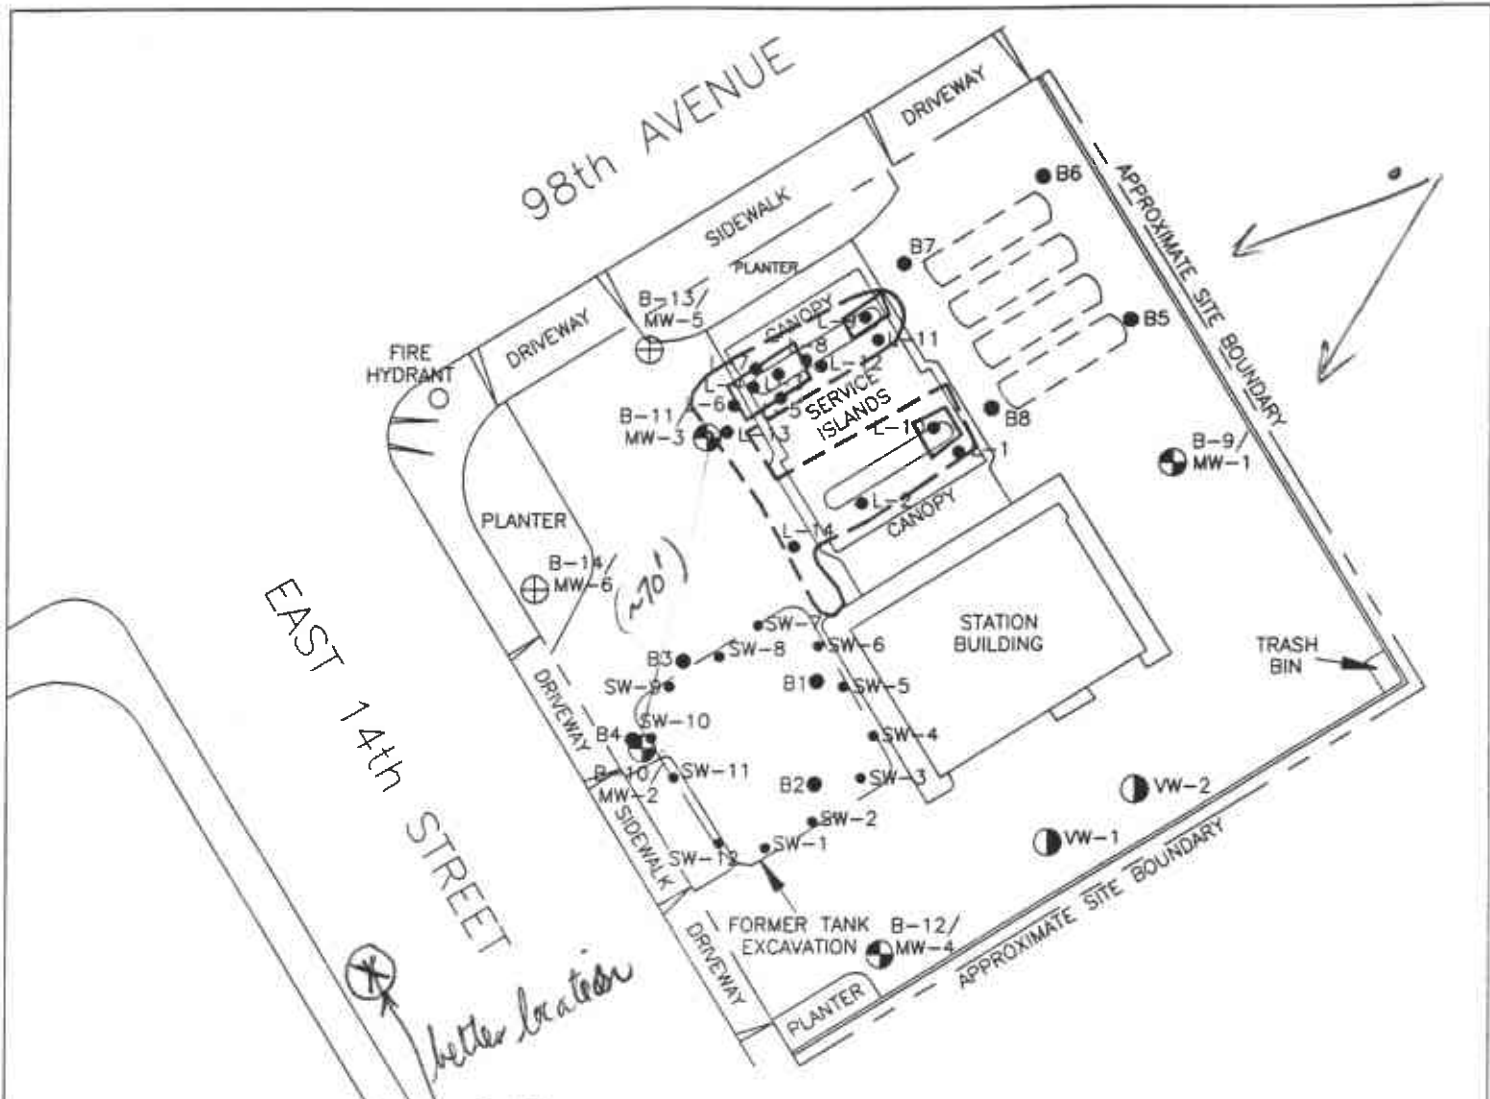 98th AVENUE
DRIVEWAY
B6
APPROXIMATE SITE BOUNDARY
SIDEWALK
B7
PLANTER
B-13/
MW-5
DRIVEWAY
CANOPY
L-9
B5
FIRE
HYDRANT
L-11
L-12
SERVICE
ISLANDS
B8
B-11
MW-3
L-13
B-9/
MW-1
L-2
CANOPY
PLANTER
L-14
B-14/
MW-6
(~70')
EAST 14th STREET
SW-7
STATION
BUILDING
SW-6
TRASH
BIN
SW-8
B3
DRIVEWAY
SW-9
B1
SW-5
SW-10
B4
SW-4
B-10
MW-2
SW-11
B2
SW-3
VW-2
SIDEWALK
SW-2
SW-12
SW-1
VW-1
APPROXIMATE SITE BOUNDARY
FORMER TANK
EXCAVATION
B-12/
MW-4
DRIVEWAY
PLANTER
better location